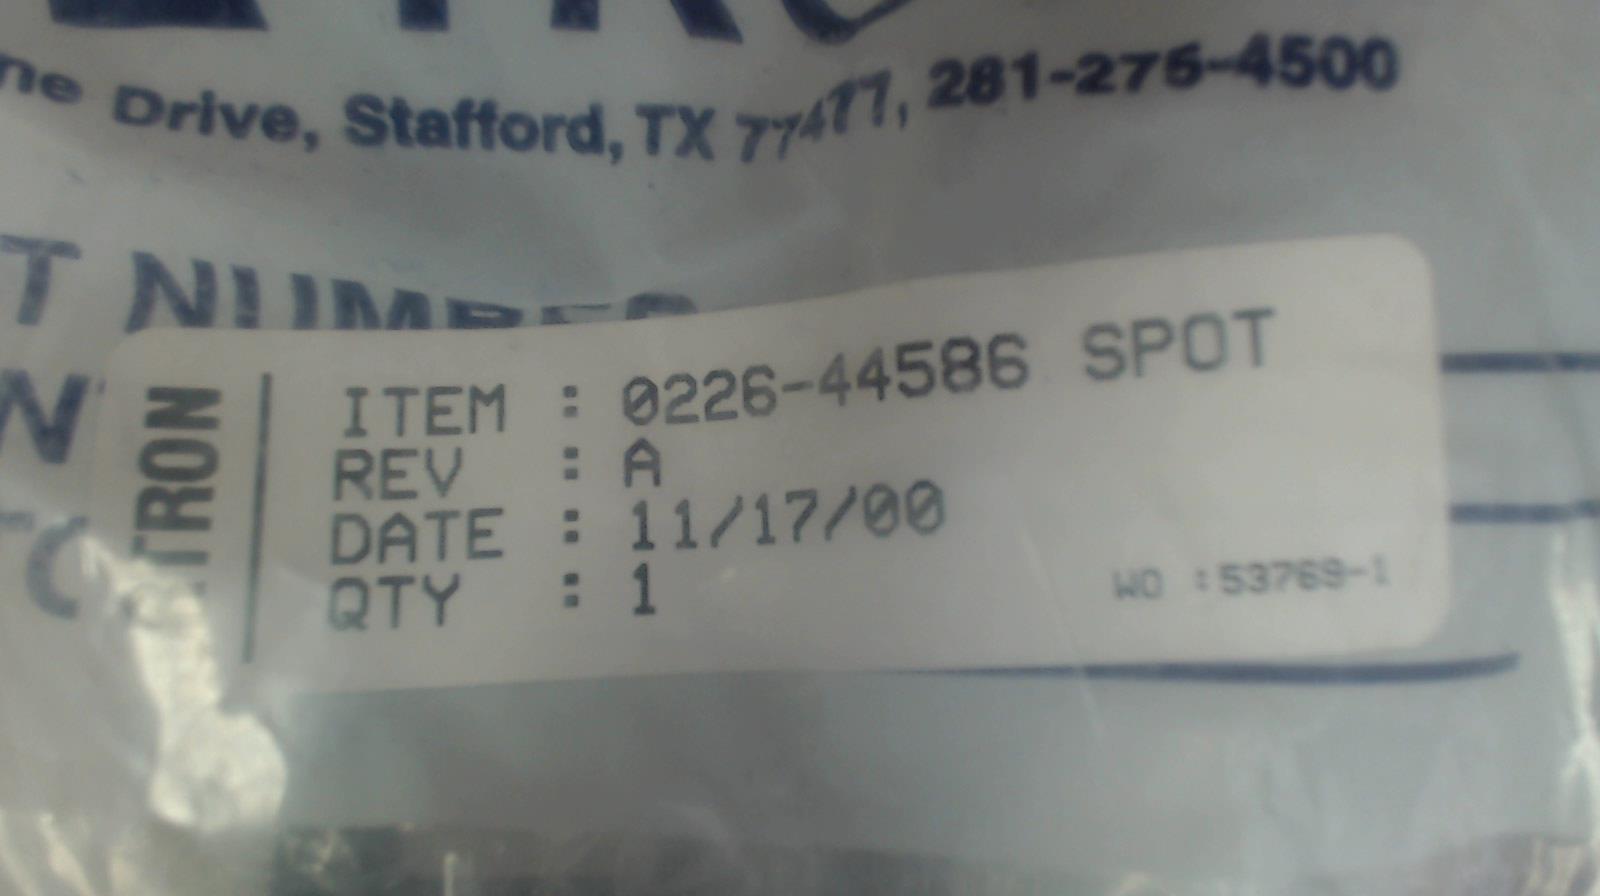 ne Drive, Stafford, TX 77477, 281-275-4500
T NUMBER
TRON
ITEM : 0226-44586 SPOT
REV : A
DATE : 11/17/00
QTY : 1
WO :53769-1